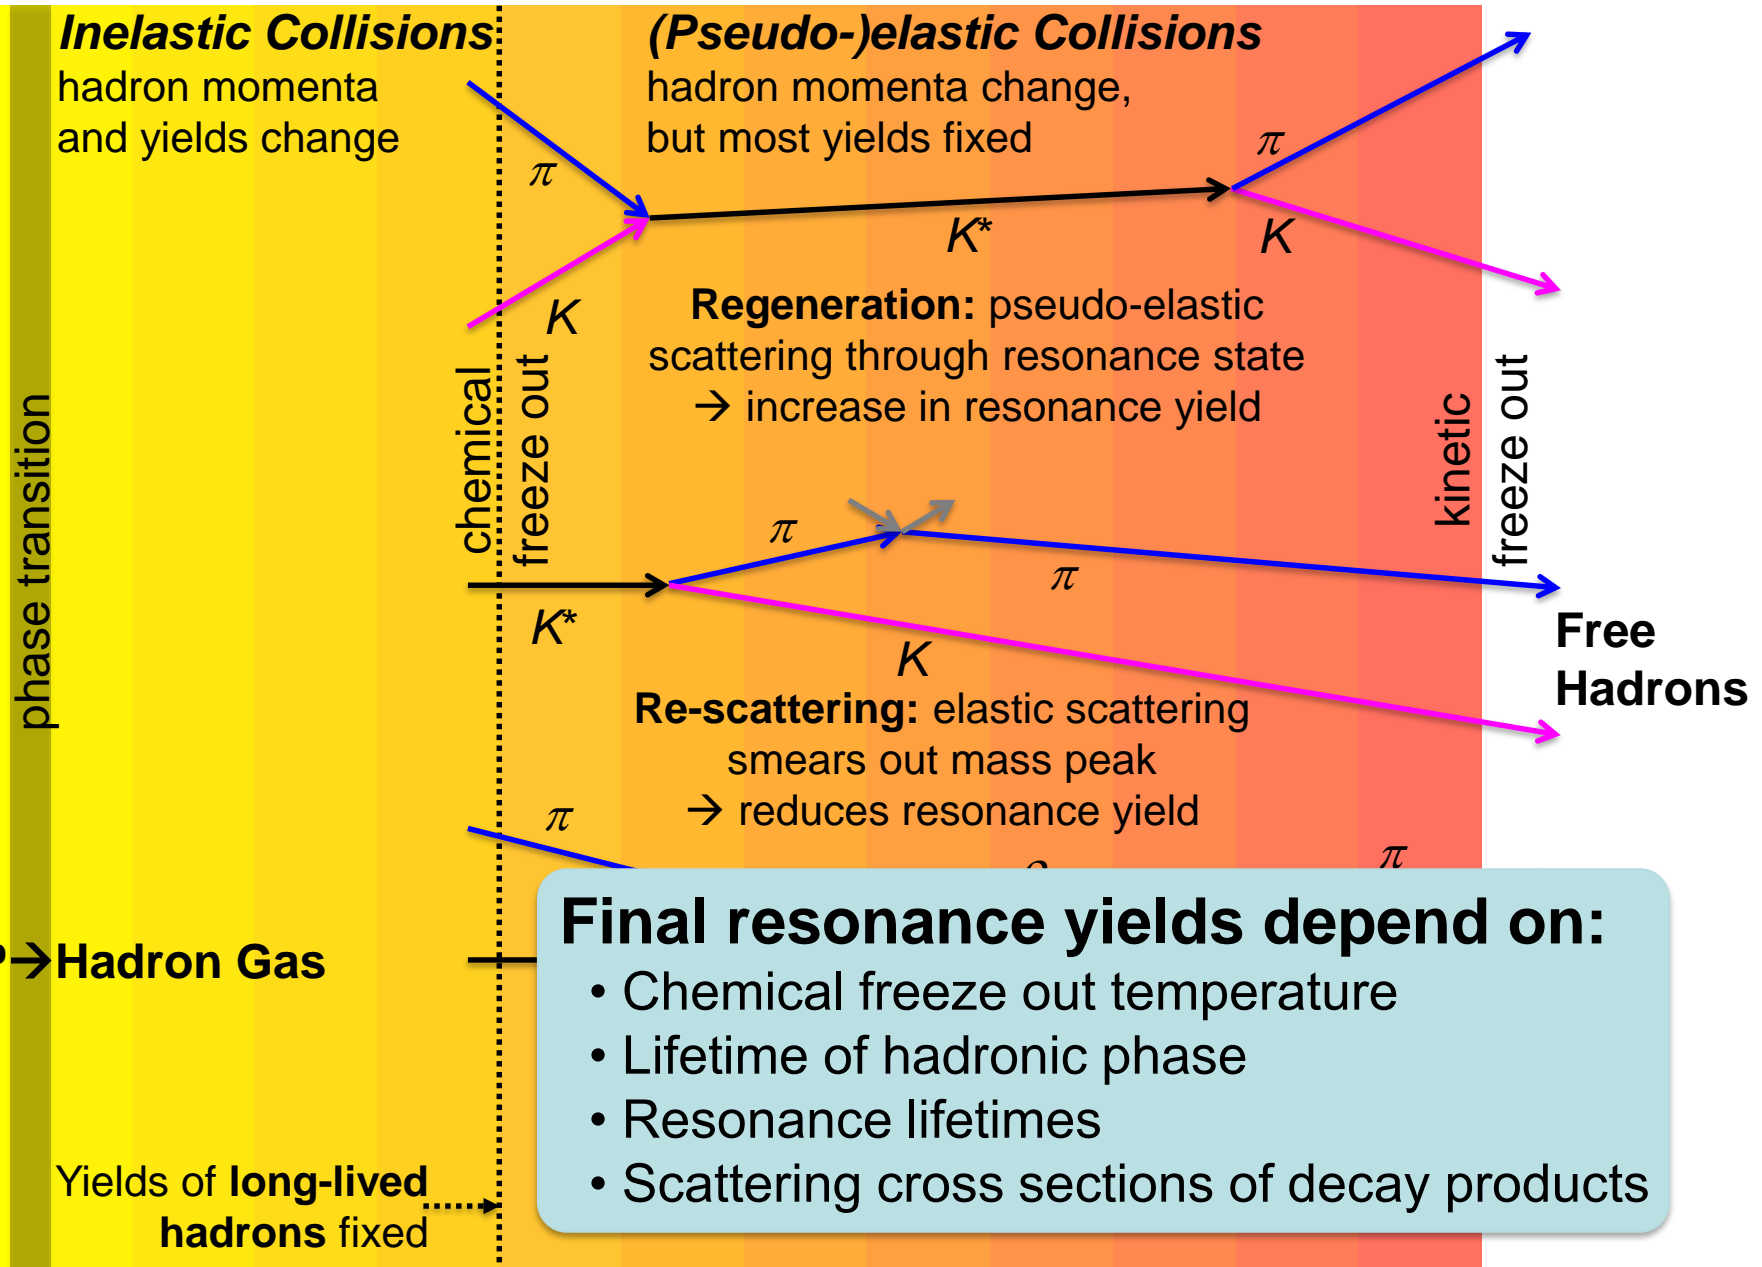 Inelastic Collisions
hadron momenta
and yields change
(Pseudo-)elastic Collisions
hadron momenta change,
but most yields fixed
π
π
K*
K
K
Regeneration: pseudo-elastic
scattering through resonance state
→ increase in resonance yield
phase transition
chemical
freeze out
kinetic
freeze out
π
π
K*
K
Free
Hadrons
Re-scattering: elastic scattering
smears out mass peak
→ reduces resonance yield
π
π
→Hadron Gas
Final resonance yields depend on:
• Chemical freeze out temperature
• Lifetime of hadronic phase
• Resonance lifetimes
• Scattering cross sections of decay products
Yields of long-lived
hadrons fixed